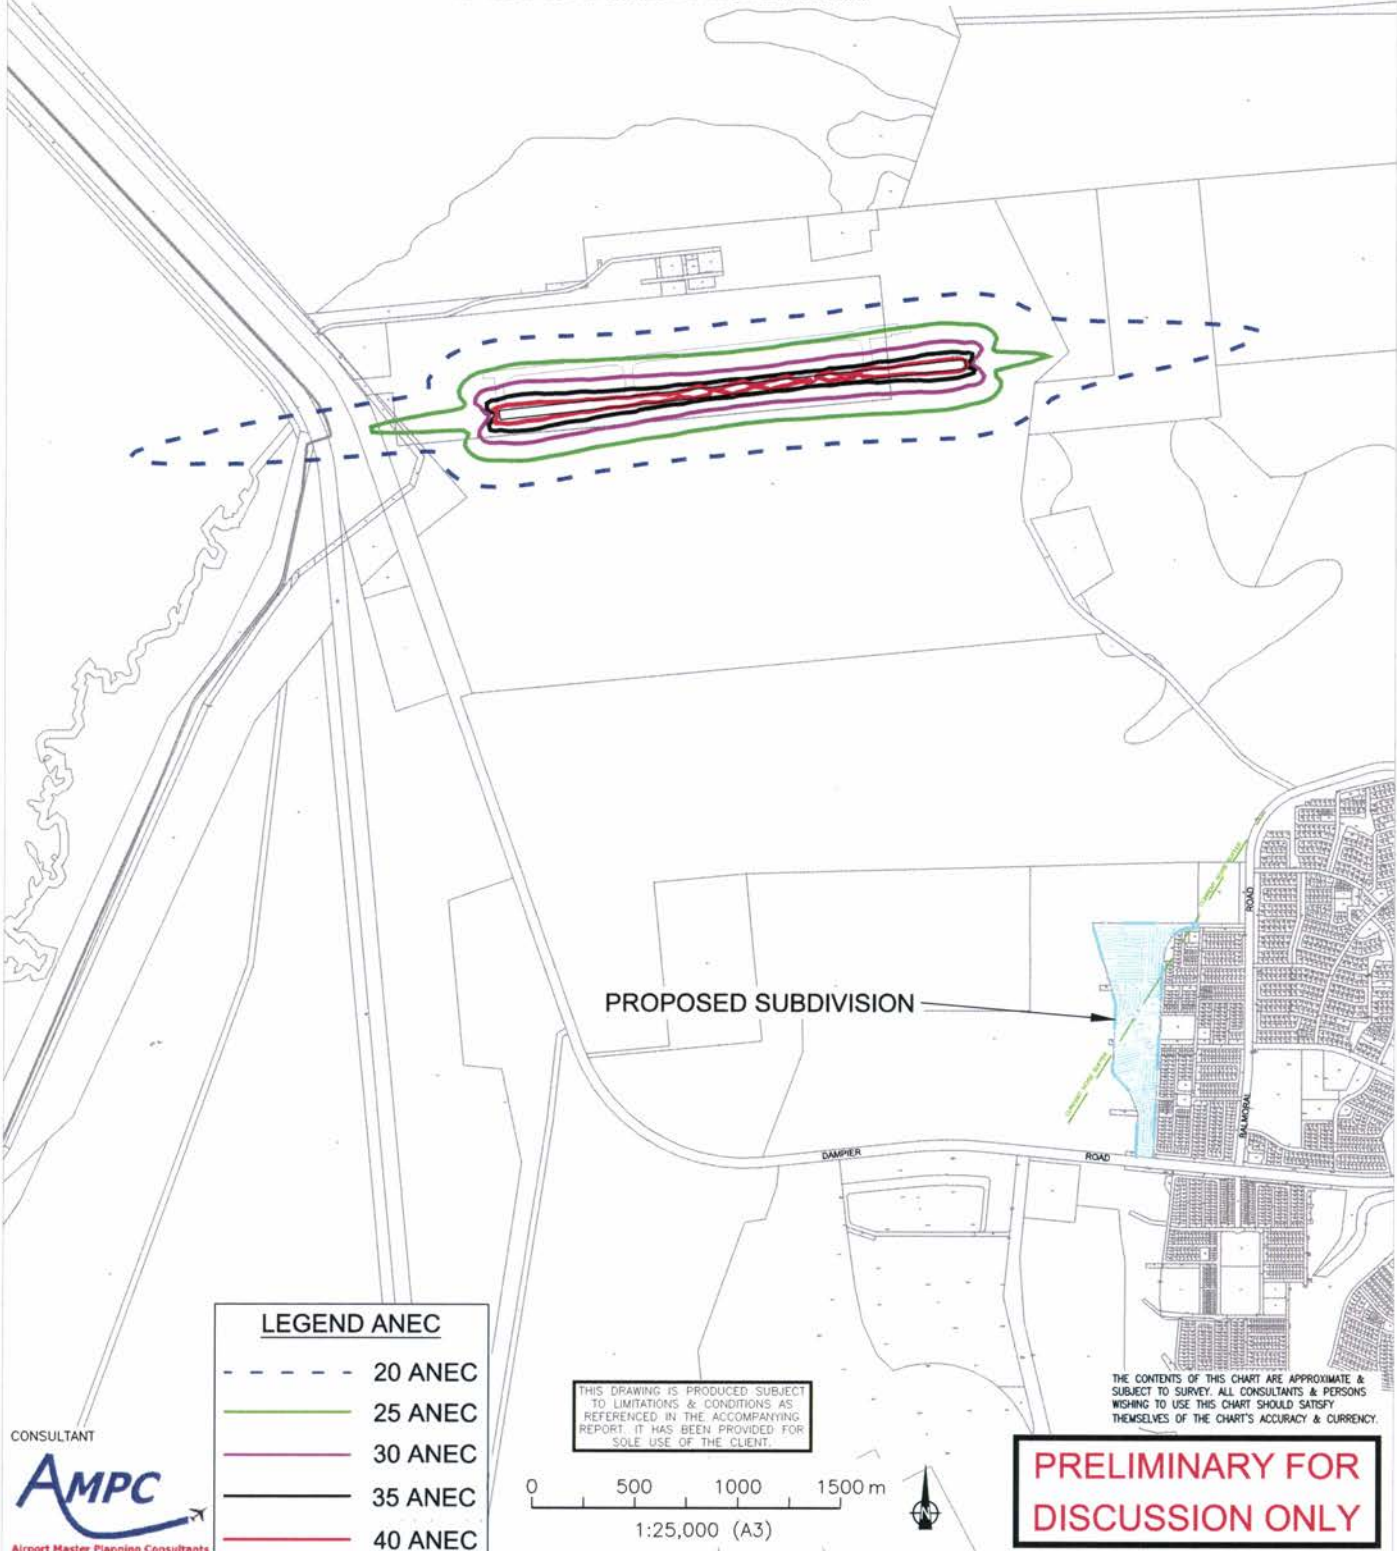 PROPOSED SUBDIVISION
ROAD
BALMORAL
DAMPIER
ROAD
LEGEND ANEC
20 ANEC
25 ANEC
30 ANEC
35 ANEC
40 ANEC
CONSULTANT
AMPC
Airport Master Planning Consultants
THIS DRAWING IS PRODUCED SUBJECT
TO LIMITATIONS & CONDITIONS AS
REFERENCED IN THE ACCOMPANYING
REPORT. IT HAS BEEN PROVIDED FOR
SOLE USE OF THE CLIENT.
0 500 1000 1500 m
1:25,000 (A3)
N
THE CONTENTS OF THIS CHART ARE APPROXIMATE &
SUBJECT TO SURVEY. ALL CONSULTANTS & PERSONS
WISHING TO USE THIS CHART SHOULD SATISFY
THEMSELVES OF THE CHART'S ACCURACY & CURRENCY.
PRELIMINARY FOR
DISCUSSION ONLY